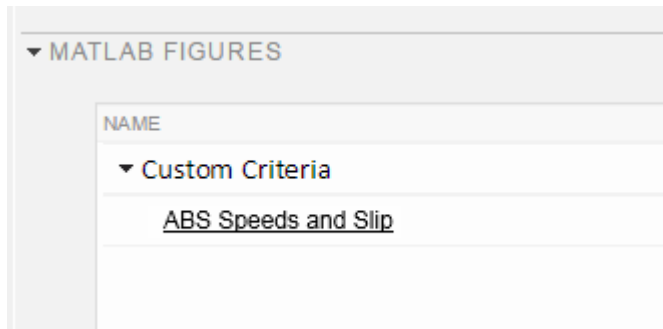 MATLAB FIGURES
NAME
Custom Criteria
ABS Speeds and Slip